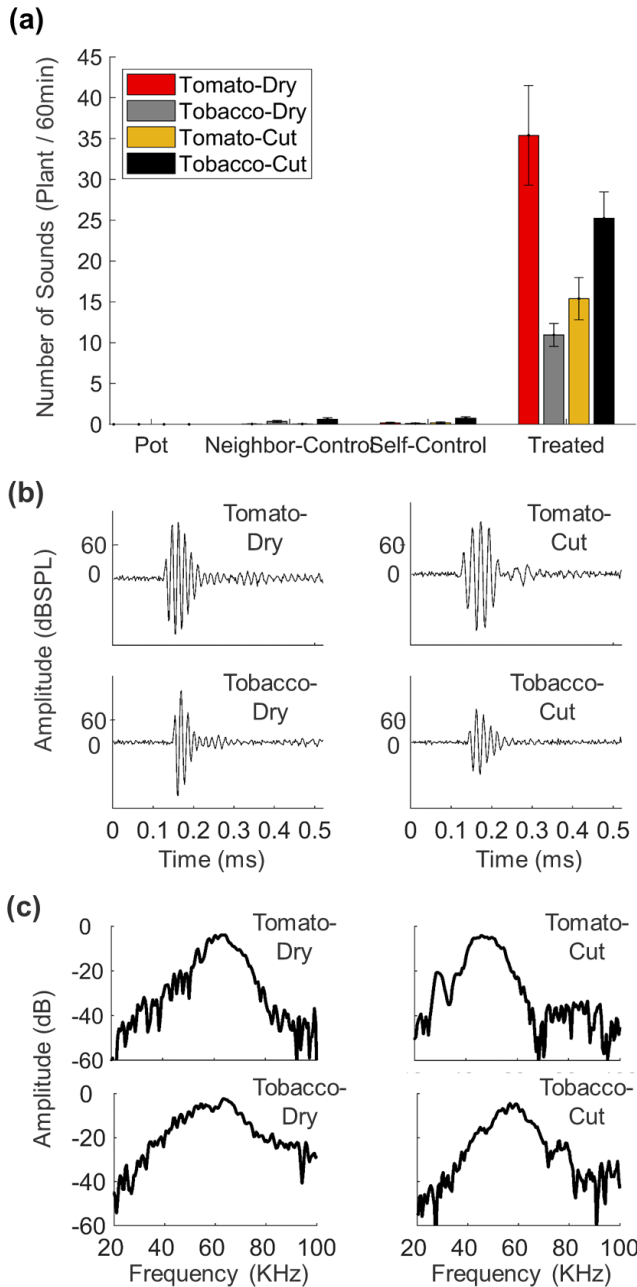 (a)
Number of Sounds (Plant / 60min)
45
40
35
30
25
20
15
10
5
0
Tomato-Dry
Tobacco-Dry
Tomato-Cut
Tobacco-Cut
Pot Neighbor-Control Self-Control Treated
(b)
Amplitude (dBSPL)
Tomato-
Dry
60
0
Tomato-
Cut
60
0
Tobacco-
Dry
60
0
0 0.1 0.2 0.3 0.4 0.5
Time (ms)
Tobacco-
Cut
60
0
0 0.1 0.2 0.3 0.4 0.5
Time (ms)
(c)
Amplitude (dB)
Tomato-
Dry
0
-20
-40
-60
Tomato-
Cut
Tobacco-
Dry
0
-20
-40
-60
20 40 60 80 100
Frequency (KHz)
Tobacco-
Cut
20 40 60 80 100
Frequency (KHz)